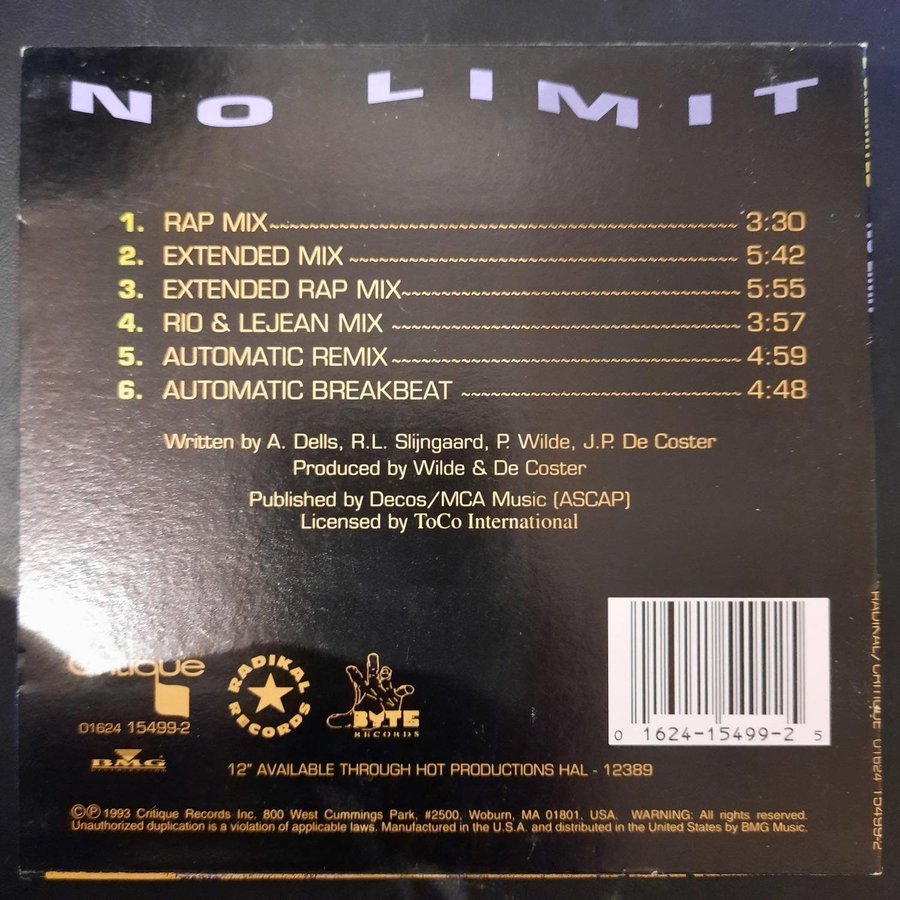 NO LIMIT
1. RAP MIX~~~~~~~~~~~~~~~~~~~~ 3:30
2. EXTENDED MIX ~~~~~~~~~~~~~~~~~~~~ 5:42
3. EXTENDED RAP MIX~~~~~~~~~~~~~~~~~~~~ 5:55
4. RIO & LEJEAN MIX ~~~~~~~~~~~~~~~~~~~~ 3:57
5. AUTOMATIC REMIX~~~~~~~~~~~~~~~~~~~~ 4:59
6. AUTOMATIC BREAKBEAT ~~~~~~~~~~~~~~~~~~~~ 4:48
Written by A. Dells, R.L. Slijngaard, P. Wilde, J.P. De Coster
Produced by Wilde & De Coster
Published by Decos/MCA Music (ASCAP)
Licensed by ToCo International
Critique
01624 15499-2
RADIKAL RECORDS
BYTE
RECORDS
0 1624-15499-2 5
BMG
12" AVAILABLE THROUGH HOT PRODUCTIONS HAL - 12389
©℗1993 Critique Records Inc. 800 West Cummings Park, #2500, Woburn, MA 01801, USA. WARNING: All rights reserved.
Unauthorized duplication is a violation of applicable laws. Manufactured in the U.S.A. and distributed in the United States by BMG Music.
RADIKAL/CRITIQUE 01624 15499-2